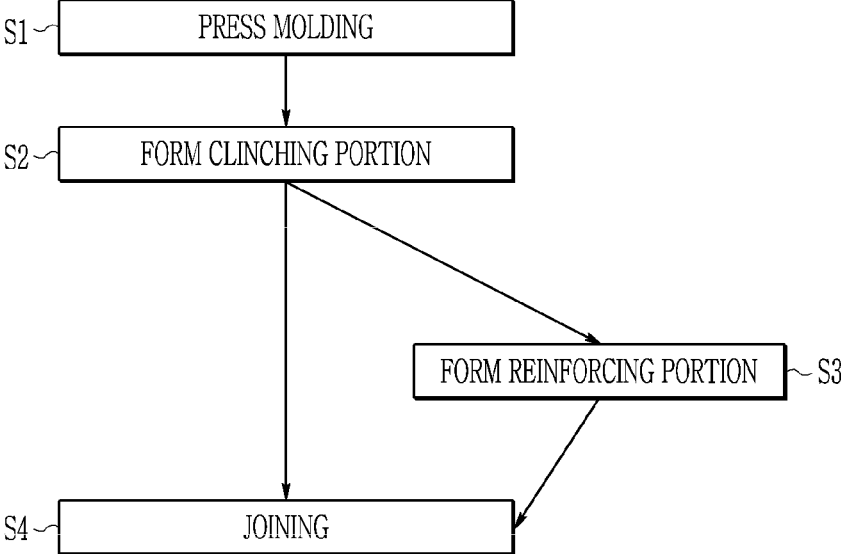 S1 PRESS MOLDING
S2 FORM CLINCHING PORTION
FORM REINFORCING PORTION S3
S4 JOINING